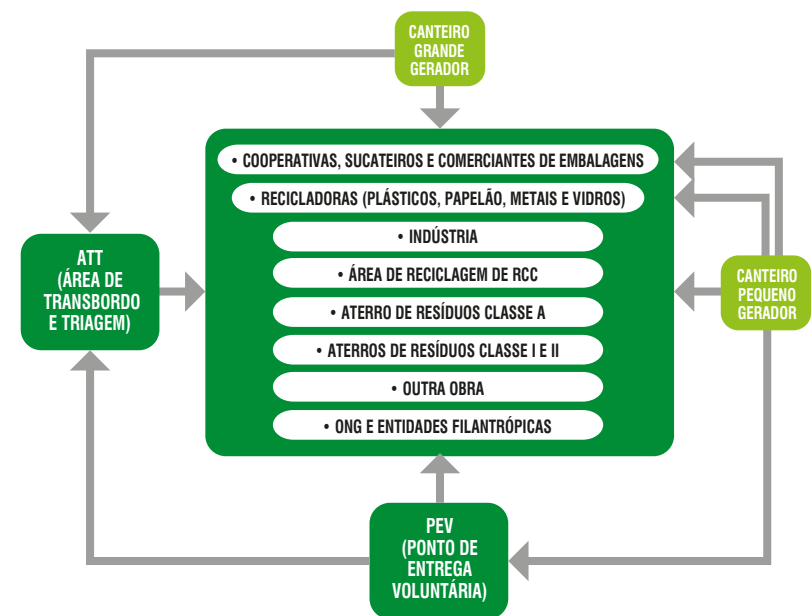 CANTEIRO
GRANDE
GERADOR
• COOPERATIVAS, SUCATEIROS E COMERCIANTES DE EMBALAGENS
• RECICLADORAS (PLÁSTICOS, PAPELÃO, METAIS E VIDROS)
• INDÚSTRIA
• ÁREA DE RECICLAGEM DE RCC
• ATERRO DE RESÍDUOS CLASSE A
• ATERROS DE RESÍDUOS CLASSE I E II
• OUTRA OBRA
• ONG E ENTIDADES FILANTRÓPICAS
ATT
(ÁREA DE
TRANSBORDO
E TRIAGEM)
CANTEIRO
PEQUENO
GERADOR
PEV
(PONTO DE
ENTREGA
VOLUNTÁRIA)